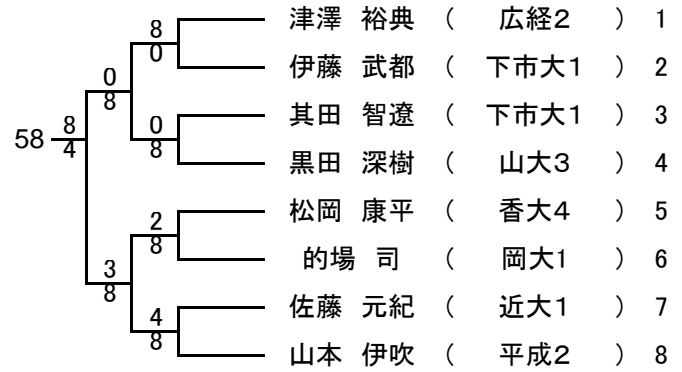 津澤 裕典 ( 広経2 ) 1
8
0
伊藤 武都 ( 下市大1 ) 2
0
8
其田 智遼 ( 下市大1 ) 3
0
8
58
8
4
黒田 深樹 ( 山大3 ) 4
松岡 康平 ( 香大4 ) 5
2
8
的場 司 ( 岡大1 ) 6
3
8
佐藤 元紀 ( 近大1 ) 7
4
8
山本 伊吹 ( 平成2 ) 8